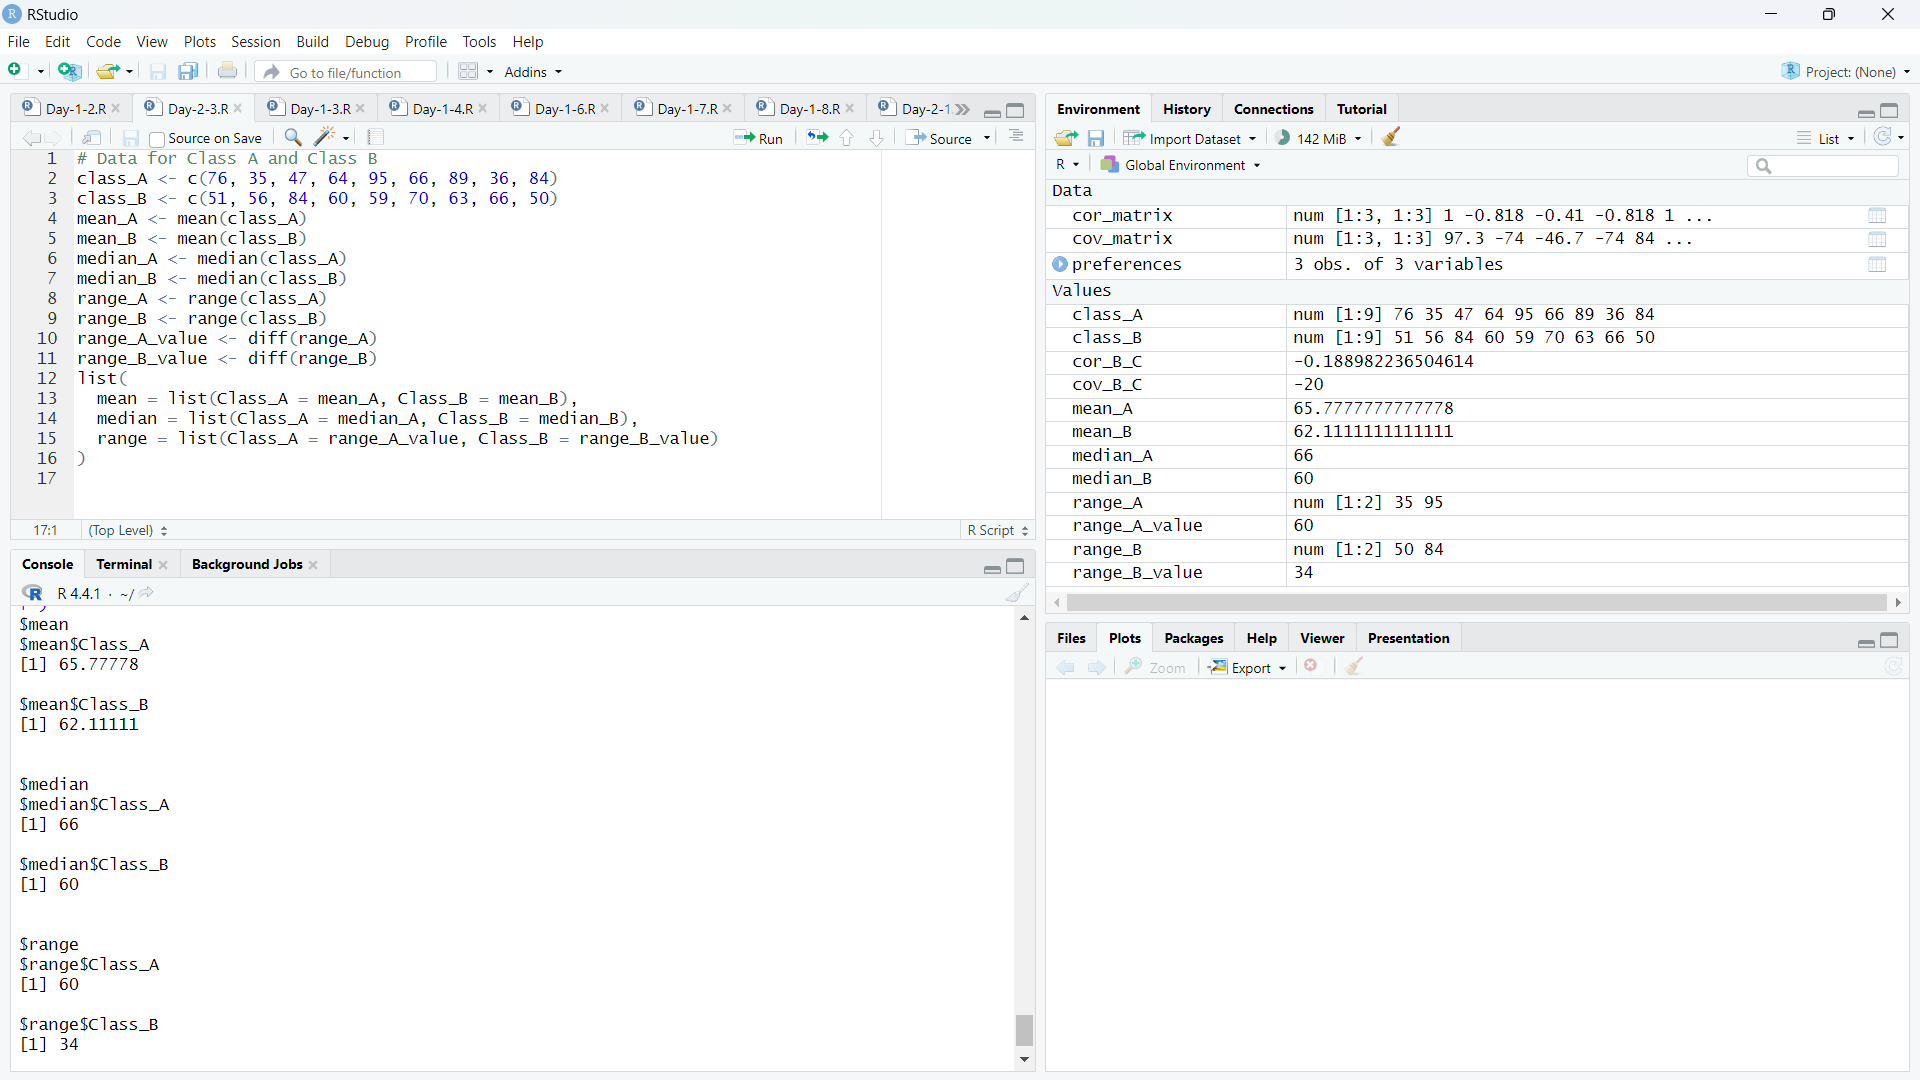 RStudio
File Edit Code View Plots Session Build Debug Profile Tools Help
Go to file/function Addins Project: (None)
Day-1-2.R Day-2-3.R Day-1-3.R Day-1-4.R Day-1-6.R Day-1-7.R Day-1-8.R Day-2-1
Source on Save Run Source
1 # Data for Class A and Class B
2 class_A <- c(76, 35, 47, 64, 95, 66, 89, 36, 84)
3 class_B <- c(51, 56, 84, 60, 59, 70, 63, 66, 50)
4 mean_A <- mean(class_A)
5 mean_B <- mean(class_B)
6 median_A <- median(class_A)
7 median_B <- median(class_B)
8 range_A <- range(class_A)
9 range_B <- range(class_B)
10 range_A_value <- diff(range_A)
11 range_B_value <- diff(range_B)
12 list(
13   mean = list(Class_A = mean_A, Class_B = mean_B),
14   median = list(Class_A = median_A, Class_B = median_B),
15   range = list(Class_A = range_A_value, Class_B = range_B_value)
16 )
17
17:1 (Top Level) R Script
Console Terminal Background Jobs
R 4.4.1 · ~/
$mean
$mean$Class_A
[1] 65.77778
$mean$Class_B
[1] 62.11111
$median
$median$Class_A
[1] 66
$median$Class_B
[1] 60
$range
$range$Class_A
[1] 60
$range$Class_B
[1] 34
Environment History Connections Tutorial
Import Dataset 142 MiB List
R Global Environment
Data
cor_matrix num [1:3, 1:3] 1 -0.818 -0.41 -0.818 1 ...
cov_matrix num [1:3, 1:3] 97.3 -74 -46.7 -74 84 ...
preferences 3 obs. of 3 variables
Values
class_A num [1:9] 76 35 47 64 95 66 89 36 84
class_B num [1:9] 51 56 84 60 59 70 63 66 50
cor_B_C -0.188982236504614
cov_B_C -20
mean_A 65.7777777777778
mean_B 62.1111111111111
median_A 66
median_B 60
range_A num [1:2] 35 95
range_A_value 60
range_B num [1:2] 50 84
range_B_value 34
Files Plots Packages Help Viewer Presentation
Zoom Export